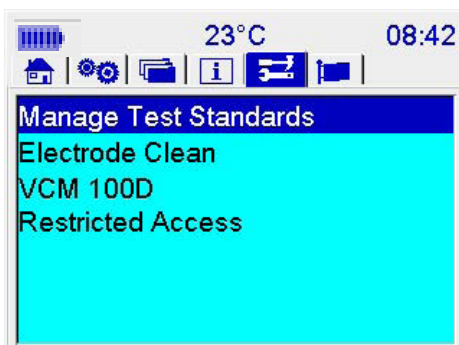 23°C 08:42
i
Manage Test Standards
Electrode Clean
VCM 100D
Restricted Access